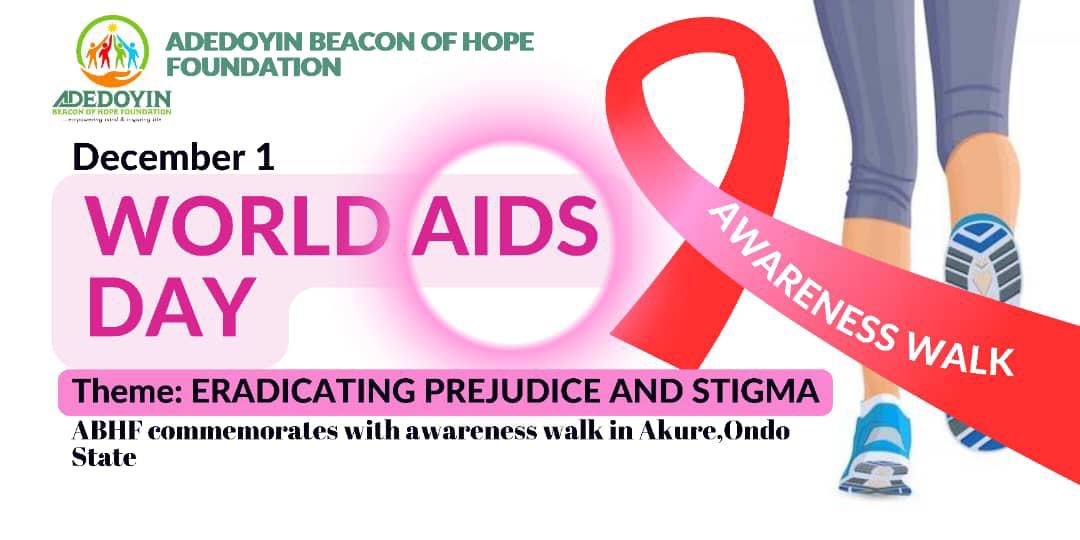 ADEDOYIN BEACON OF HOPE
FOUNDATION
ADEDOYIN
BEACON OF HOPE FOUNDATION
December 1
WORLD AIDS
DAY
AWARENESS WALK
Theme: ERADICATING PREJUDICE AND STIGMA
ABHF commemorates with awareness walk in Akure,Ondo
State